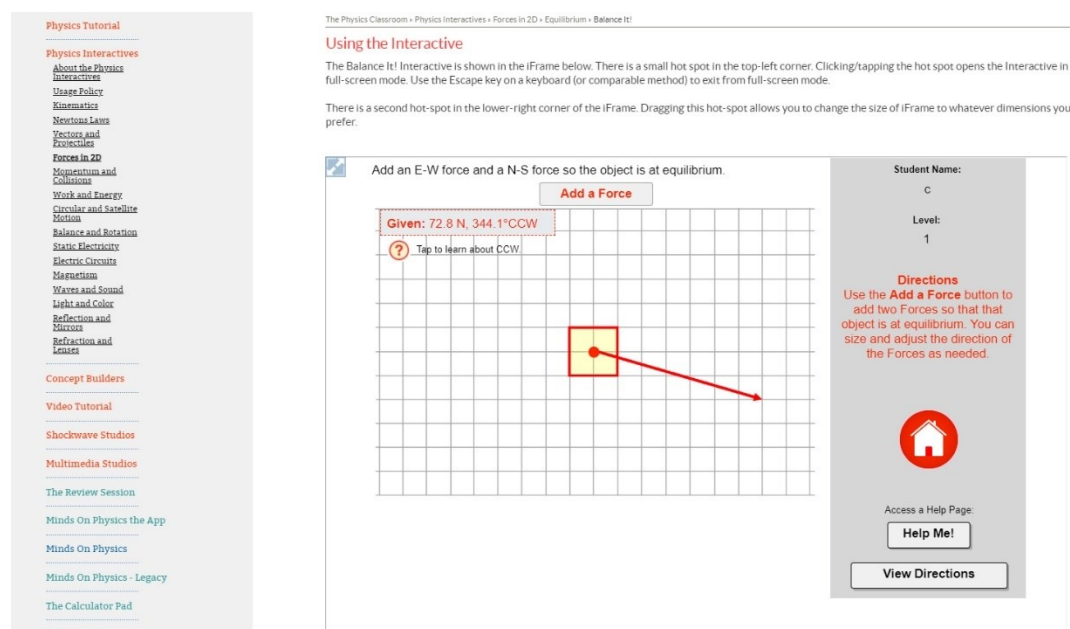 Physics Tutorial
Physics Interactives
About the Physics
Interactives
Usage Policy
Kinematics
Newtons Laws
Vectors and
Projectiles
Forces in 2D
Momentum and
Collisions
Work and Energy
Circular and Satellite
Motion
Balance and Rotation
Static Electricity
Electric Circuits
Magnetism
Waves and Sound
Light and Color
Reflection and
Mirrors
Refraction and
Lenses
Concept Builders
Video Tutorial
Shockwave Studios
Multimedia Studios
The Review Session
Minds On Physics the App
Minds On Physics
Minds On Physics - Legacy
The Calculator Pad
The Physics Classroom » Physics Interactives » Forces in 2D » Equilibrium » Balance It!
Using the Interactive
The Balance It! Interactive is shown in the iFrame below. There is a small hot spot in the top-left corner. Clicking/tapping the hot spot opens the Interactive in
full-screen mode. Use the Escape key on a keyboard (or comparable method) to exit from full-screen mode.
There is a second hot-spot in the lower-right corner of the iFrame. Dragging this hot-spot allows you to change the size of iFrame to whatever dimensions you
prefer.
Add an E-W force and a N-S force so the object is at equilibrium.
Add a Force
Given: 72.8 N, 344.1°CCW
? Tap to learn about CCW.
Student Name:
c
Level:
1
Directions
Use the Add a Force button to
add two Forces so that that
object is at equilibrium. You can
size and adjust the direction of
the Forces as needed.
Access a Help Page:
Help Me!
View Directions